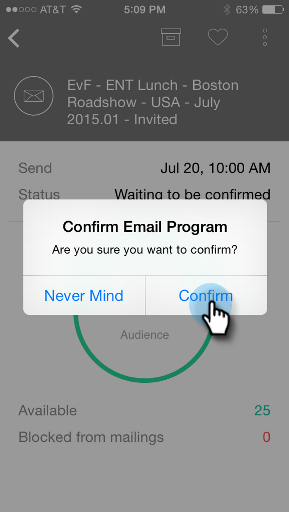 AT&T 5:09 PM 63%
EvF - ENT Lunch - Boston
Roadshow - USA - July
2015.01 - Invited
Send Jul 20, 10:00 AM
Status Waiting to be confirmed
Confirm Email Program
Are you sure you want to confirm?
Never Mind Confirm
Audience
Available 25
Blocked from mailings 0